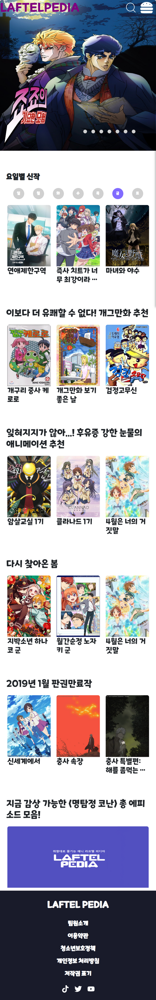 LAFTELPEDIA
죠죠의
기묘한 모험
요일별 신작
일 월 화 수 목 금 토
연애
제한구역
LAFTEL ONLY
魔女と野獣
연애제한구역
즉사 치트가 너
무 최강이라 …
마녀와 야수
이보다 더 유쾌할 수 없다! 개그만화 추천
개구리 중사 케로로
27
MINE YOSHIZAKI
13
CHAMP COMICS
6
도래미
이우영
검정고무신
개구리 중사 케
로로
개그만화 보기
좋은 날
검정고무신
잊혀지지가 않아...! 후유증 강한 눈물의
애니메이션 추천
암살교실
CLANNAD
암살교실 1기
클라나드 1기
4월은 너의 거
짓말
다시 찾아온 봄
지박소년 하나
코 군
월간순정 노자
키 군
4월은 너의 거
짓말
2019년 1월 판권만료작
신세계에서
충사 속장
충사 특별편:
해를 좀먹는 …
지금 감상 가능한 <명탐정 코난> 총 에피
소드 모음!
취향대로 즐기는 애니 라프텔 피디아
LAFTEL
PEDIA
LAFTEL PEDIA
팀원소개
이용약관
청소년보호정책
개인정보 처리방침
저작권 표기